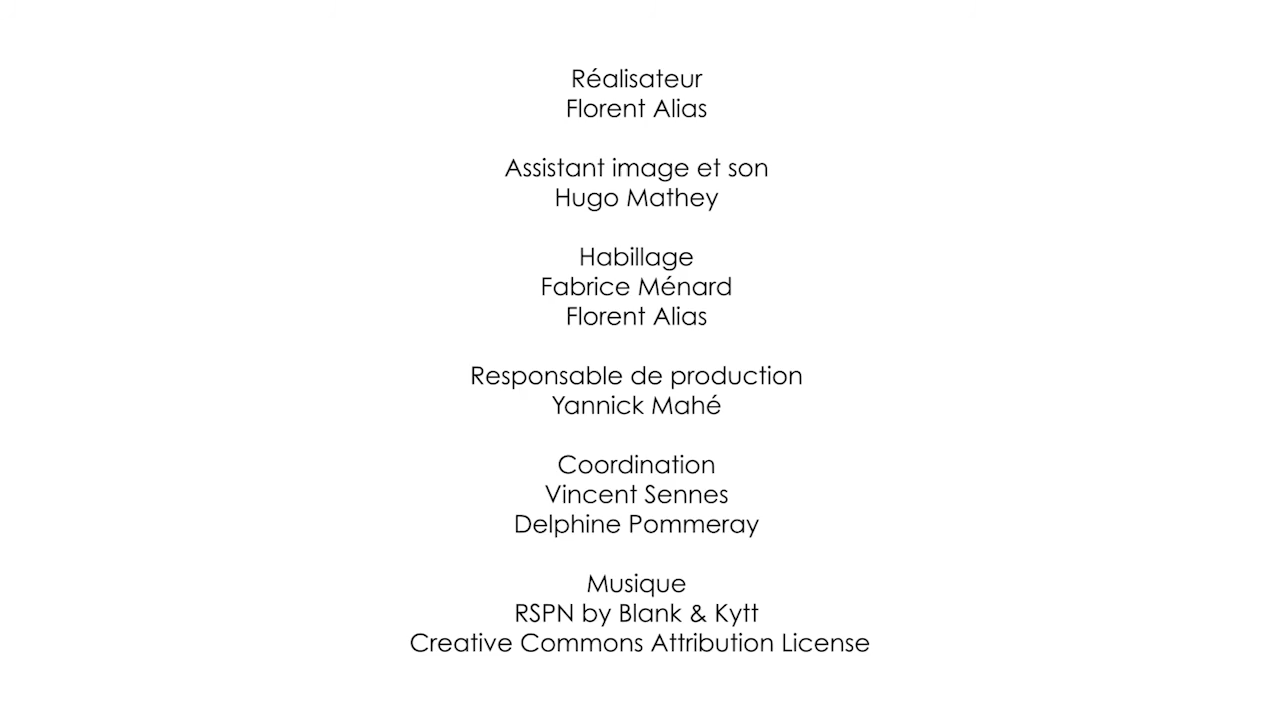 Réalisateur
Florent Alias
Assistant image et son
Hugo Mathey
Habillage
Fabrice Ménard
Florent Alias
Responsable de production
Yannick Mahé
Coordination
Vincent Sennes
Delphine Pommeray
Musique
RSPN by Blank & Kytt
Creative Commons Attribution License